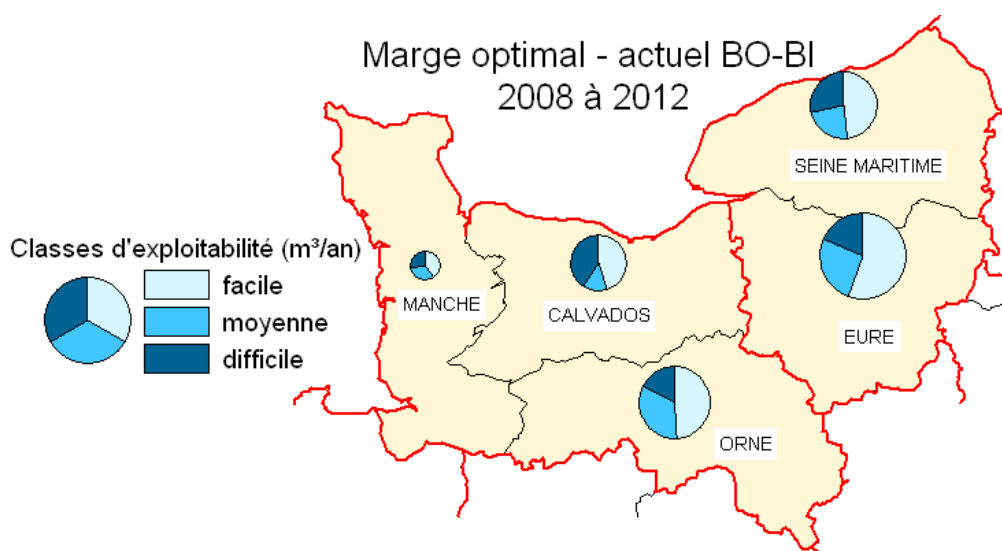 Marge optimal - actuel BO-BI
2008 à 2012
SEINE MARITIME
Classes d'exploitabilité (m³/an)
facile
moyenne
difficile
MANCHE
CALVADOS
EURE
ORNE